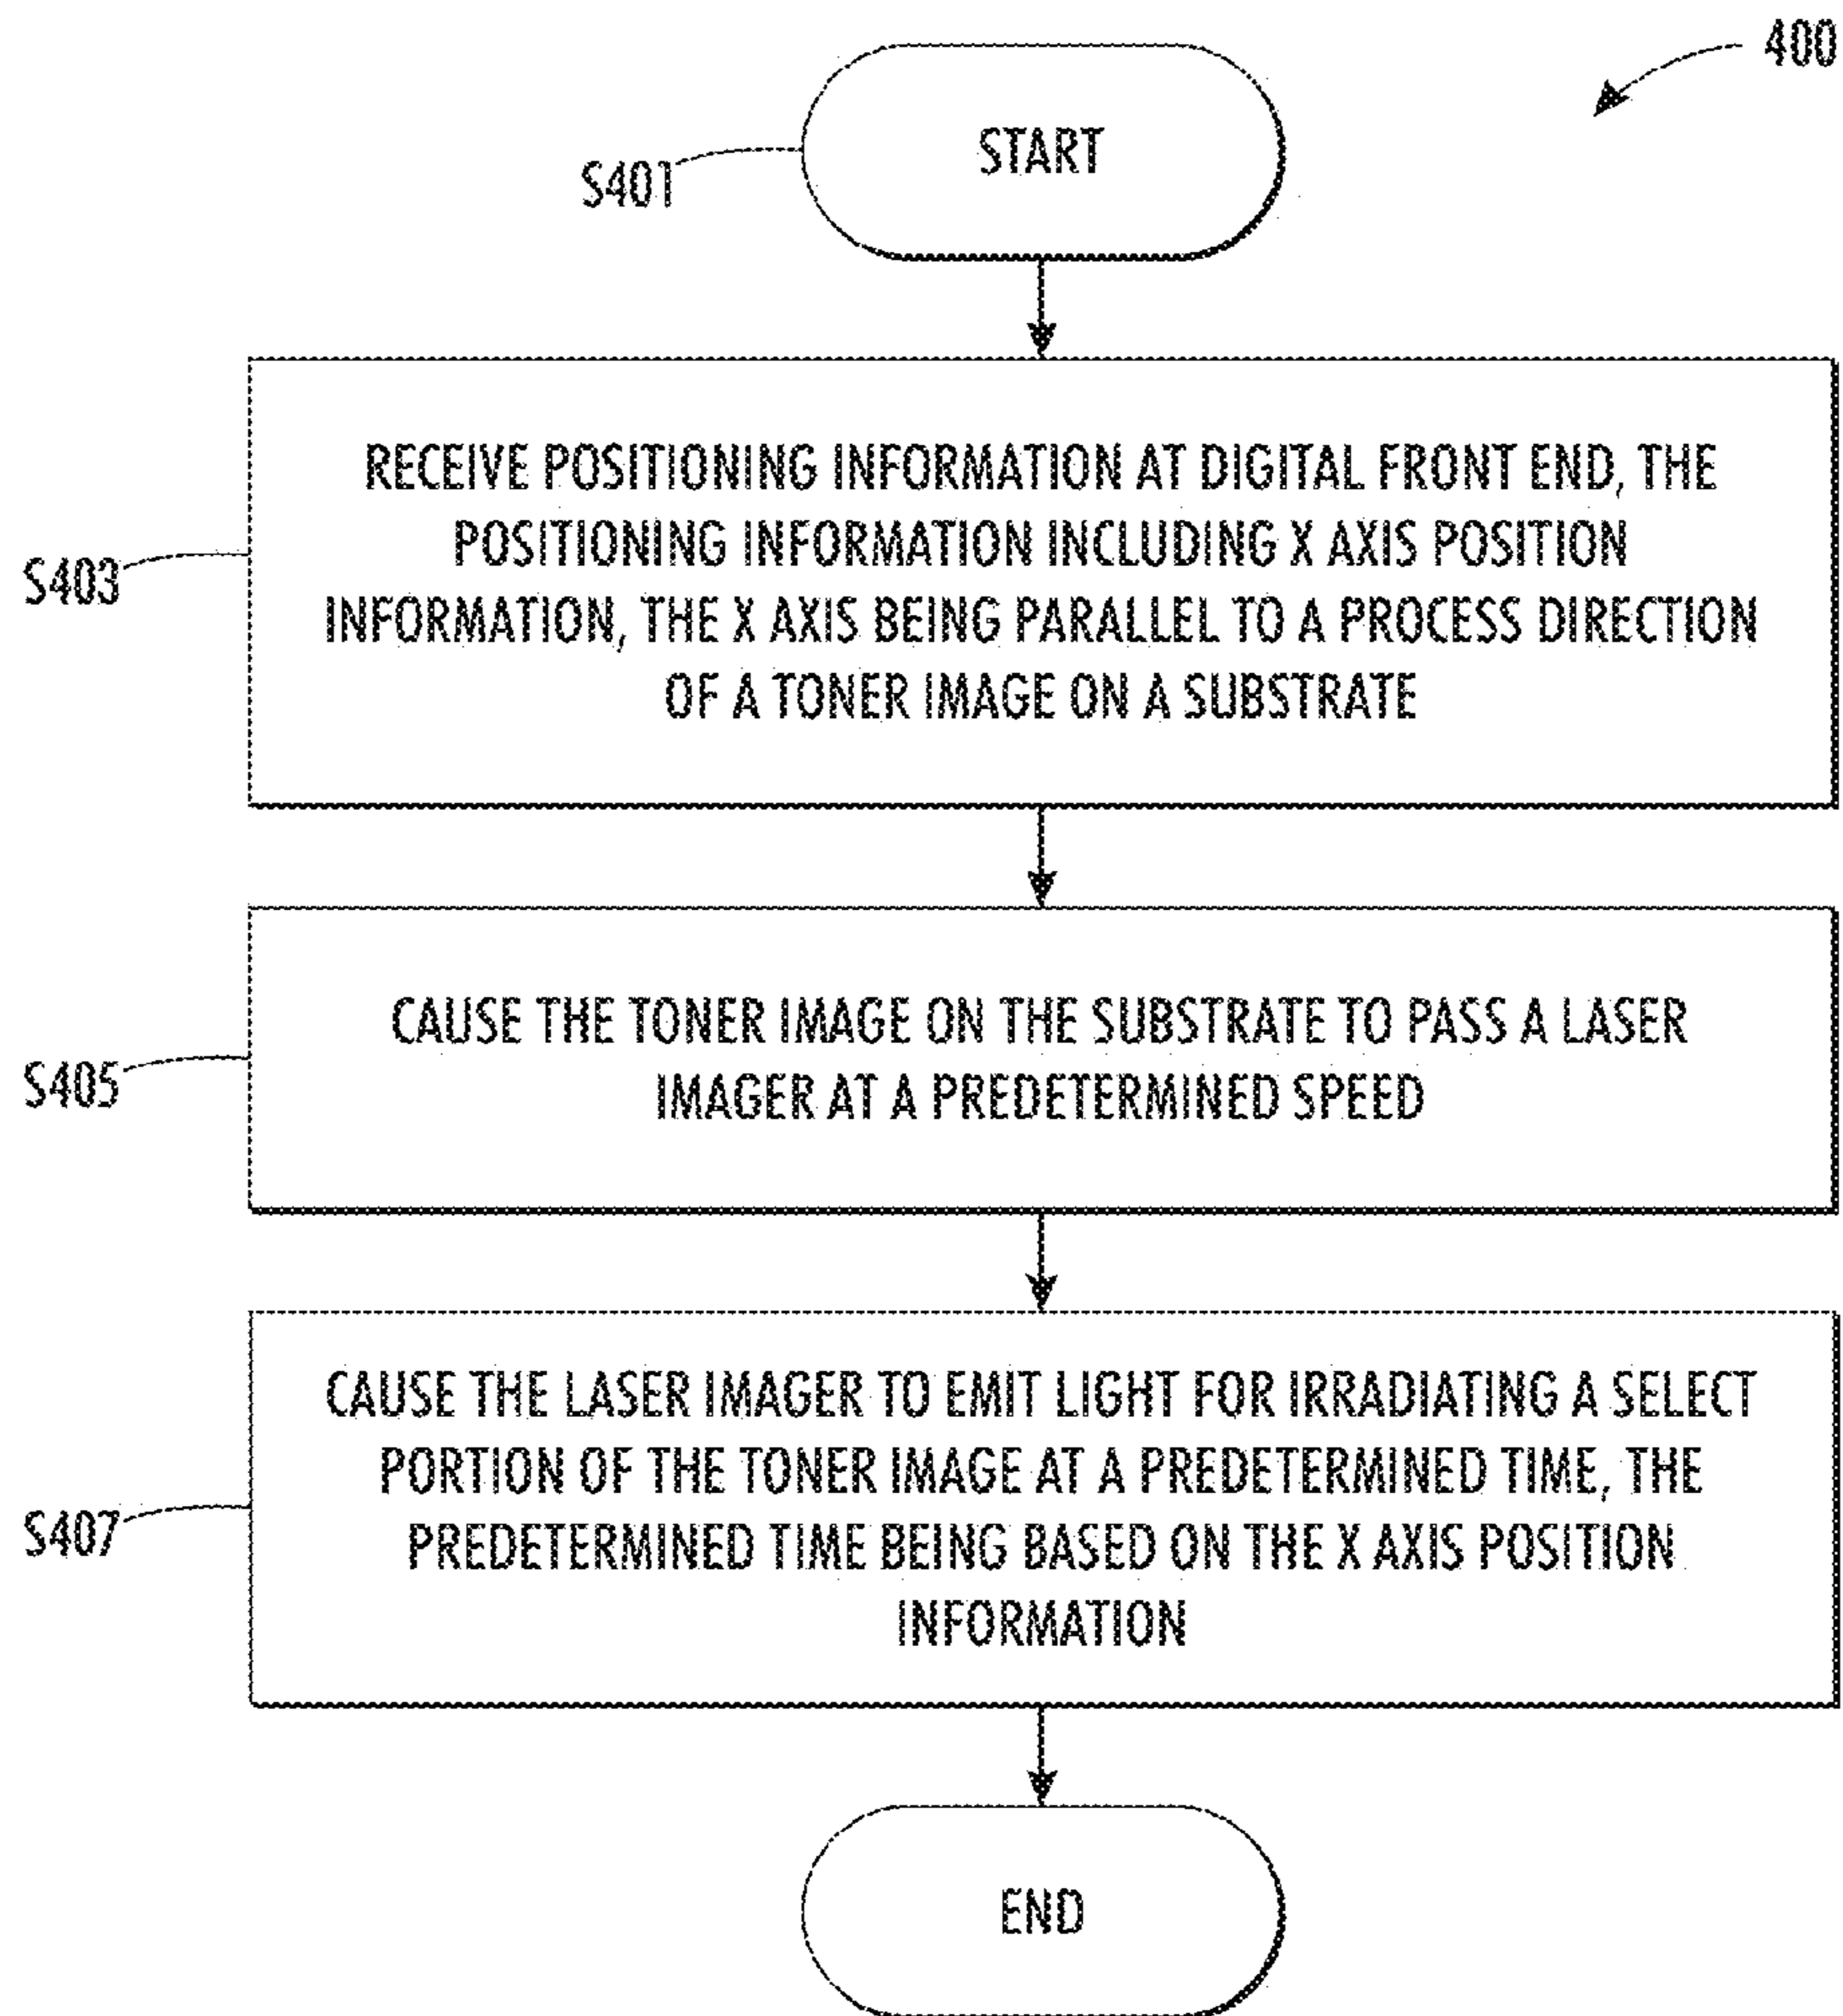 400
START
S401
RECEIVE POSITIONING INFORMATION AT DIGITAL FRONT END, THE
POSITIONING INFORMATION INCLUDING X AXIS POSITION
INFORMATION, THE X AXIS BEING PARALLEL TO A PROCESS DIRECTION
OF A TONER IMAGE ON A SUBSTRATE
S403
CAUSE THE TONER IMAGE ON THE SUBSTRATE TO PASS A LASER
IMAGER AT A PREDETERMINED SPEED
S405
CAUSE THE LASER IMAGER TO EMIT LIGHT FOR IRRADIATING A SELECT
PORTION OF THE TONER IMAGE AT A PREDETERMINED TIME, THE
PREDETERMINED TIME BEING BASED ON THE X AXIS POSITION
INFORMATION
S407
END